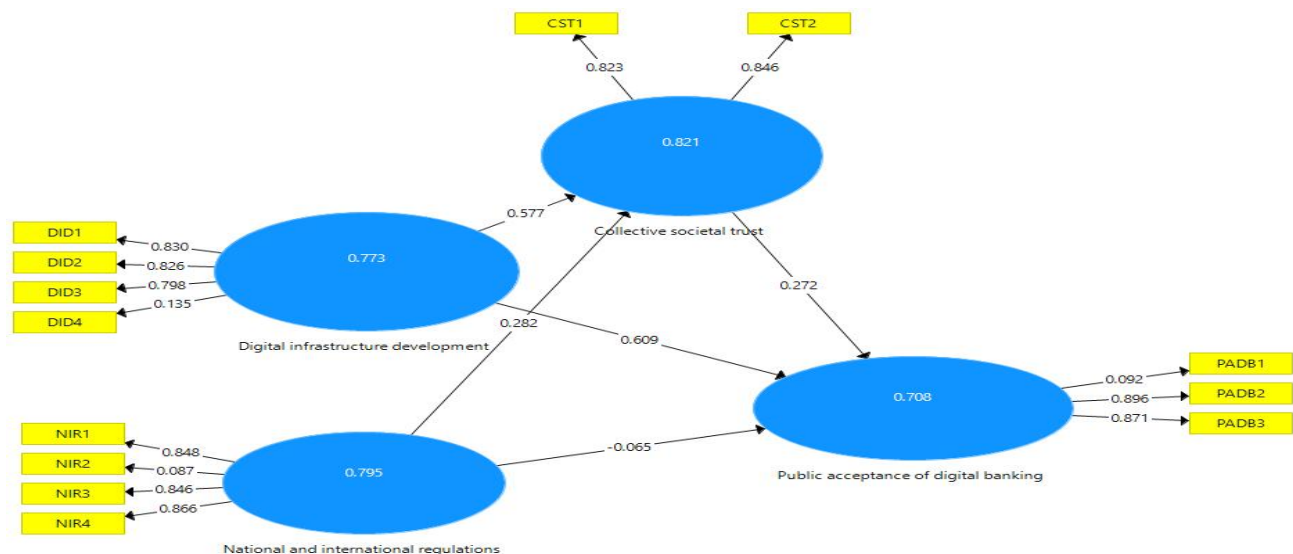 CST1
CST2
0.823
0.846
0.821
Collective societal trust
0.577
DID1
DID2
DID3
DID4
0.830
0.826
0.798
0.135
0.773
Digital infrastructure development
0.282
0.272
0.609
NIR1
NIR2
NIR3
NIR4
0.848
0.087
0.846
0.866
0.795
National and international regulations
-0.065
0.708
Public acceptance of digital banking
0.092
0.896
0.871
PADB1
PADB2
PADB3